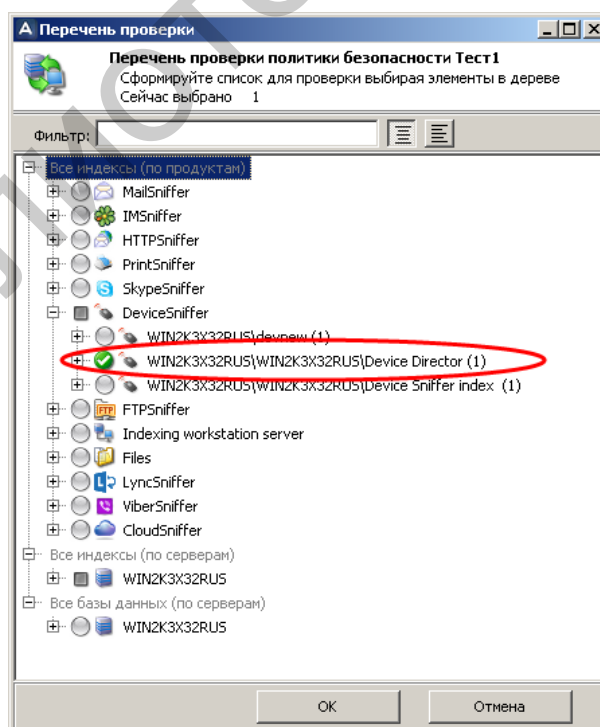 Перечень проверки
Перечень проверки политики безопасности Тест1
Сформируйте список для проверки выбирая элементы в дереве
Сейчас выбрано 1
Фильтр:
Все индексы (по продуктам)
MailSniffer
IMSniffer
HTTPSniffer
PrintSniffer
SkypeSniffer
DeviceSniffer
WIN2K3X32RUS\devnew (1)
WIN2K3X32RUS\WIN2K3X32RUS\Device Director (1)
WIN2K3X32RUS\WIN2K3X32RUS\Device Sniffer index (1)
FTP FTPSniffer
Indexing workstation server
Files
LyncSniffer
ViberSniffer
CloudSniffer
Все индексы (по серверам)
WIN2K3X32RUS
Все базы данных (по серверам)
WIN2K3X32RUS
OK Отмена